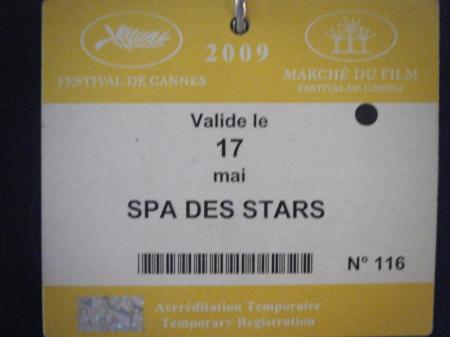 2009
FESTIVAL DE CANNES
MARCHÉ DU FILM
FESTIVAL DE CANNES
Valide le
17
mai
SPA DES STARS
N° 116
Accréditation Temporaire
Temporary Registration